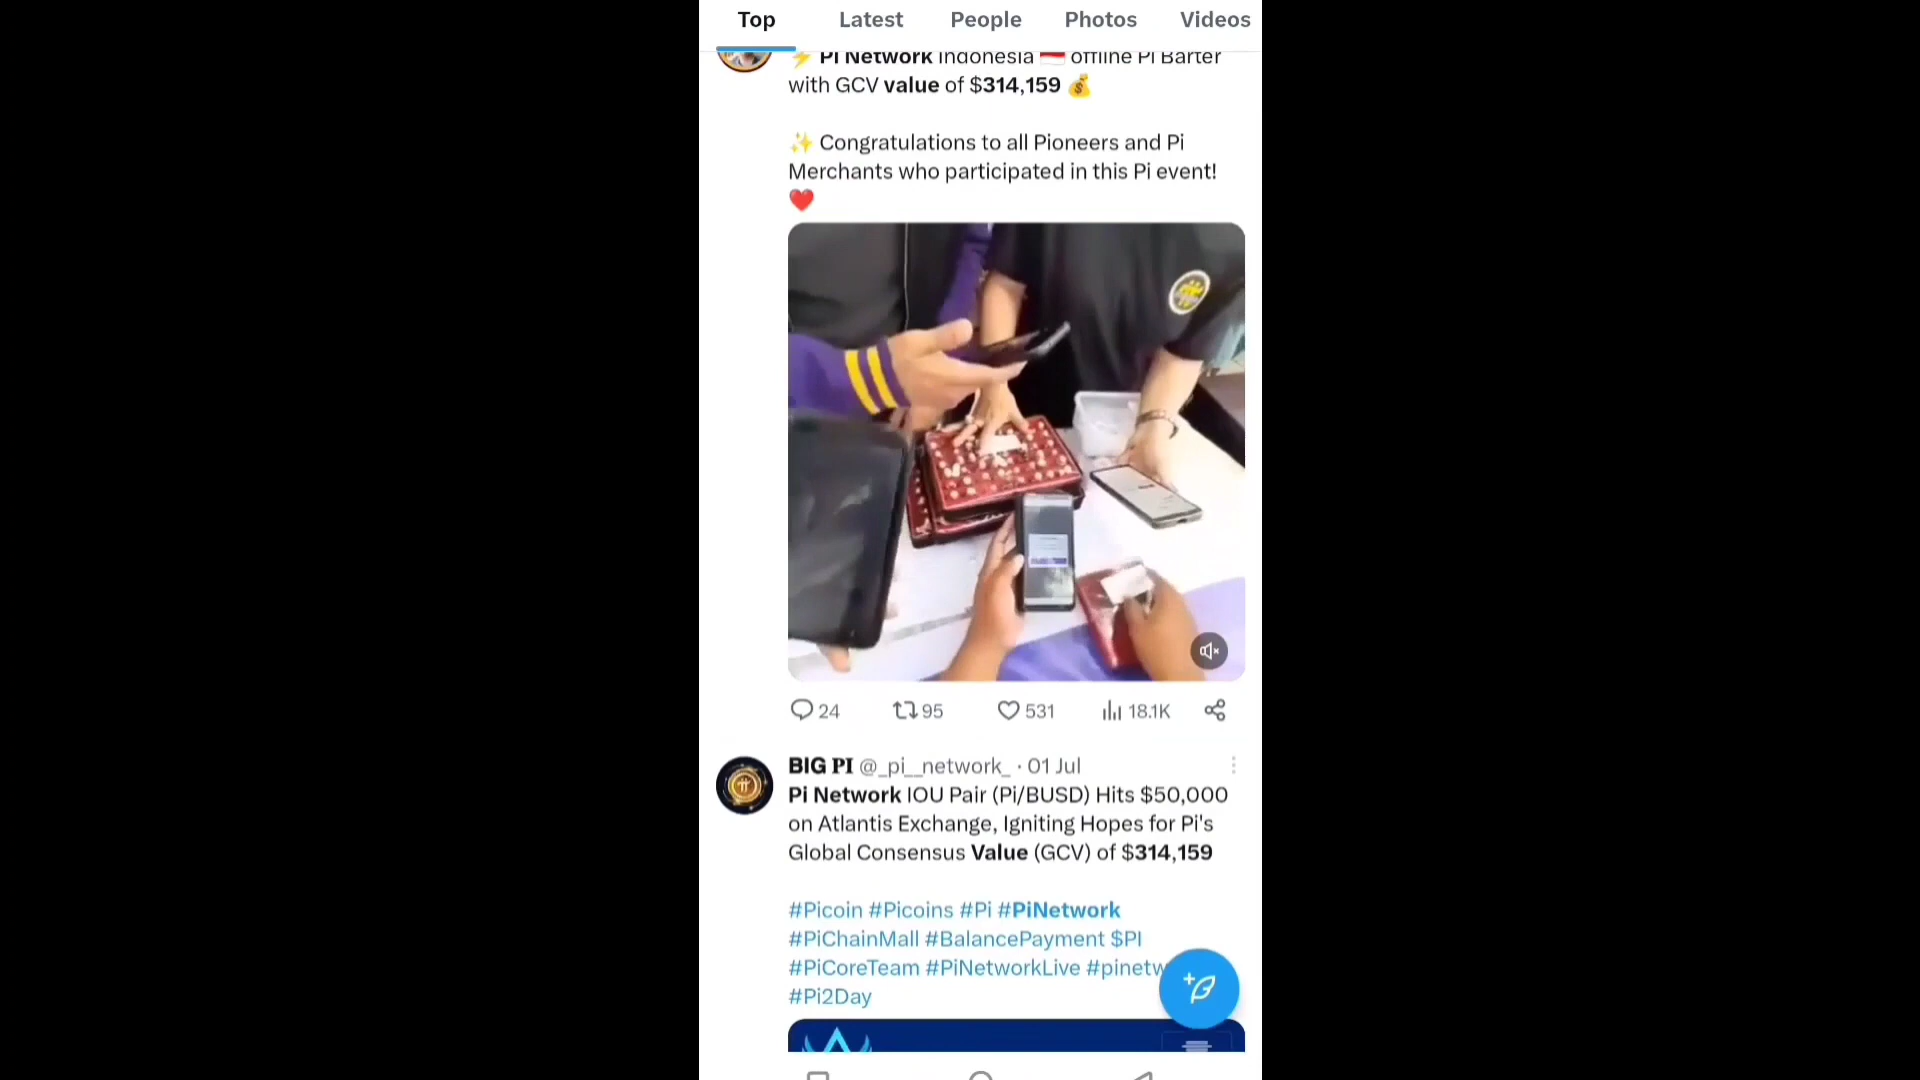 Top Latest People Photos Videos
⚡ Pi Network Indonesia 🇮🇩 offline Pi Barter
with GCV value of $314,159 💰
✨ Congratulations to all Pioneers and Pi
Merchants who participated in this Pi event!
❤️
24 95 531 18.1K
BIG PI @_pi__network_ · 01 Jul
Pi Network IOU Pair (Pi/BUSD) Hits $50,000
on Atlantis Exchange, Igniting Hopes for Pi's
Global Consensus Value (GCV) of $314,159
#Picoin #Picoins #Pi #PiNetwork
#PiChainMall #BalancePayment $PI
#PiCoreTeam #PiNetworkLive #pinetw
#Pi2Day